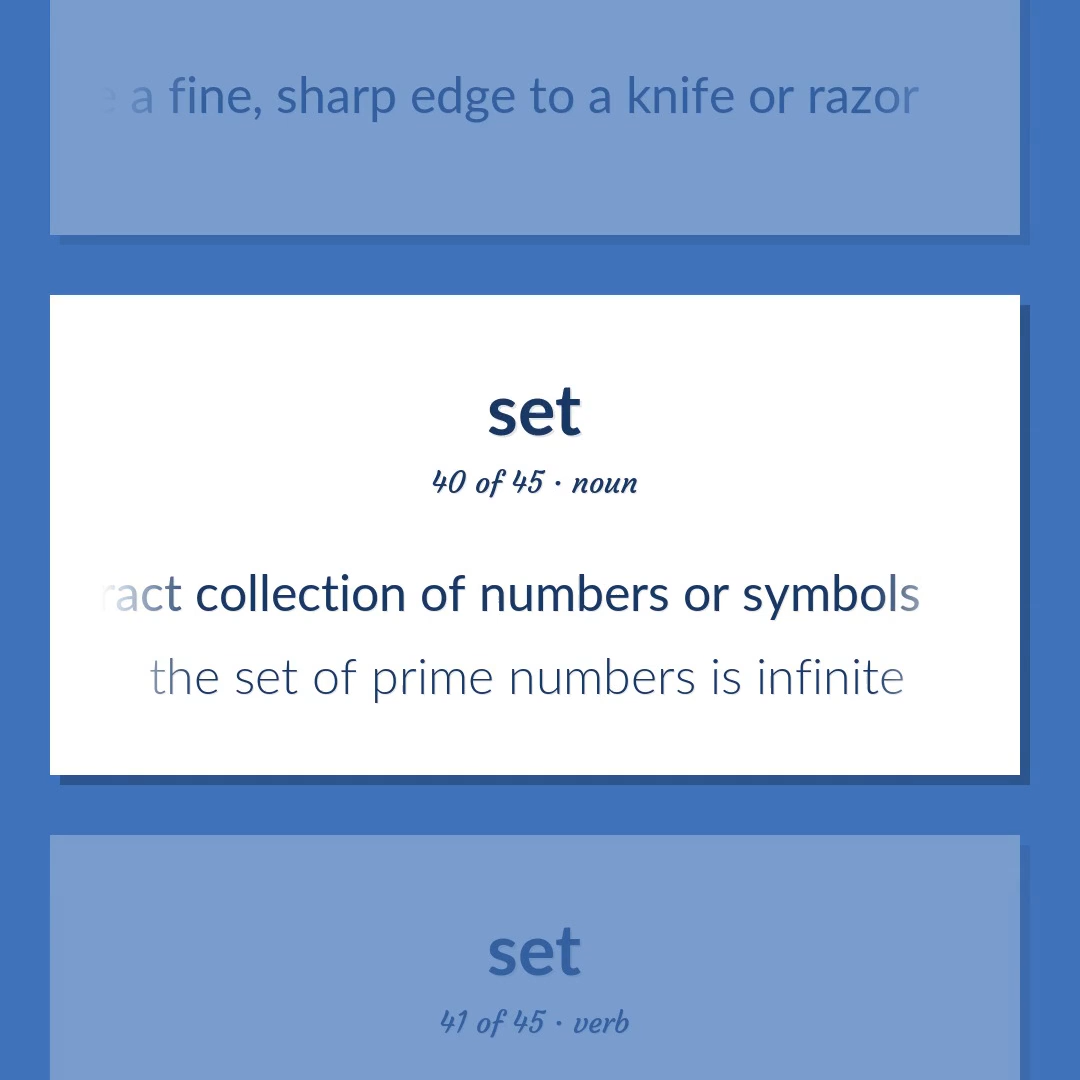 a fine, sharp edge to a knife or razor
set
40 of 45 · noun
collection of numbers or symbols
the set of prime numbers is infinite
set
41 of 45 · verb